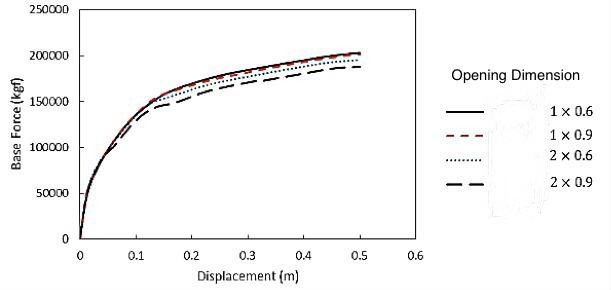 250000
200000
150000
100000
50000
0
Base Force (kgf)
0 0.1 0.2 0.3 0.4 0.5 0.6
Displacement (m)
Opening Dimension
1 × 0.6
1 × 0.9
2 × 0.6
2 × 0.9